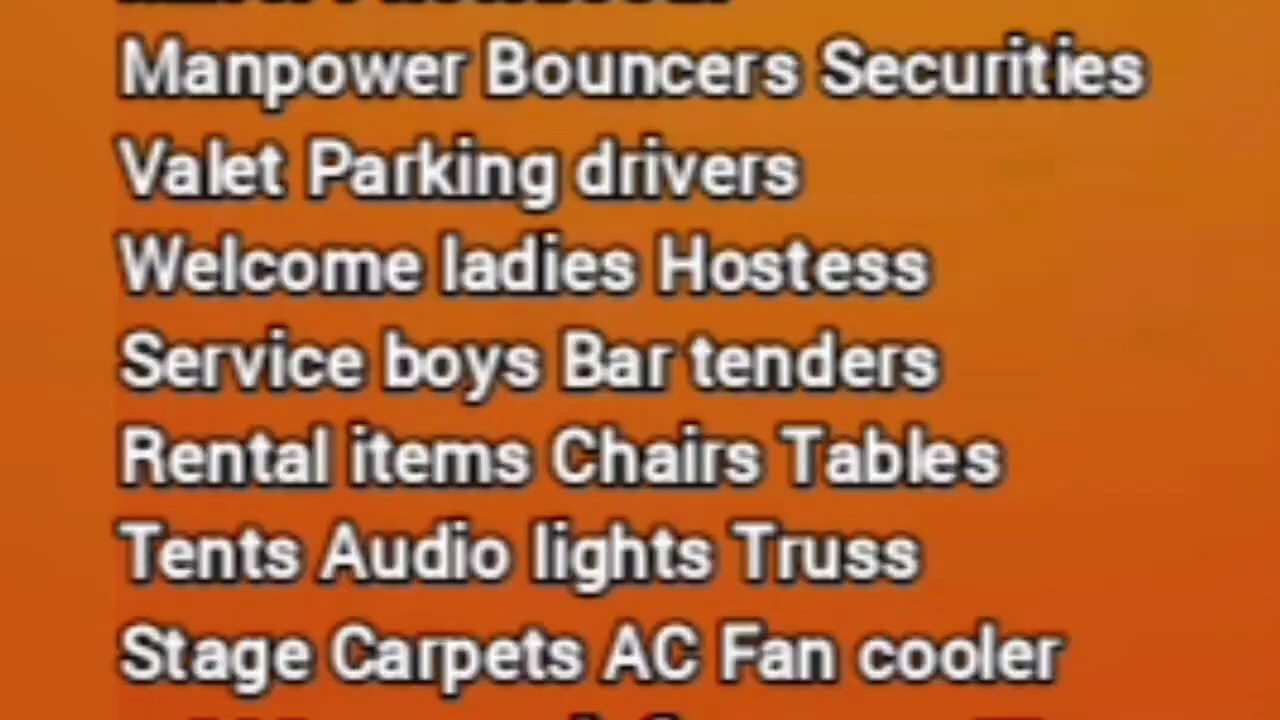 Manpower Bouncers Securities
Valet Parking drivers
Welcome ladies Hostess
Service boys Bar tenders
Rental items Chairs Tables
Tents Audio lights Truss
Stage Carpets AC Fan cooler